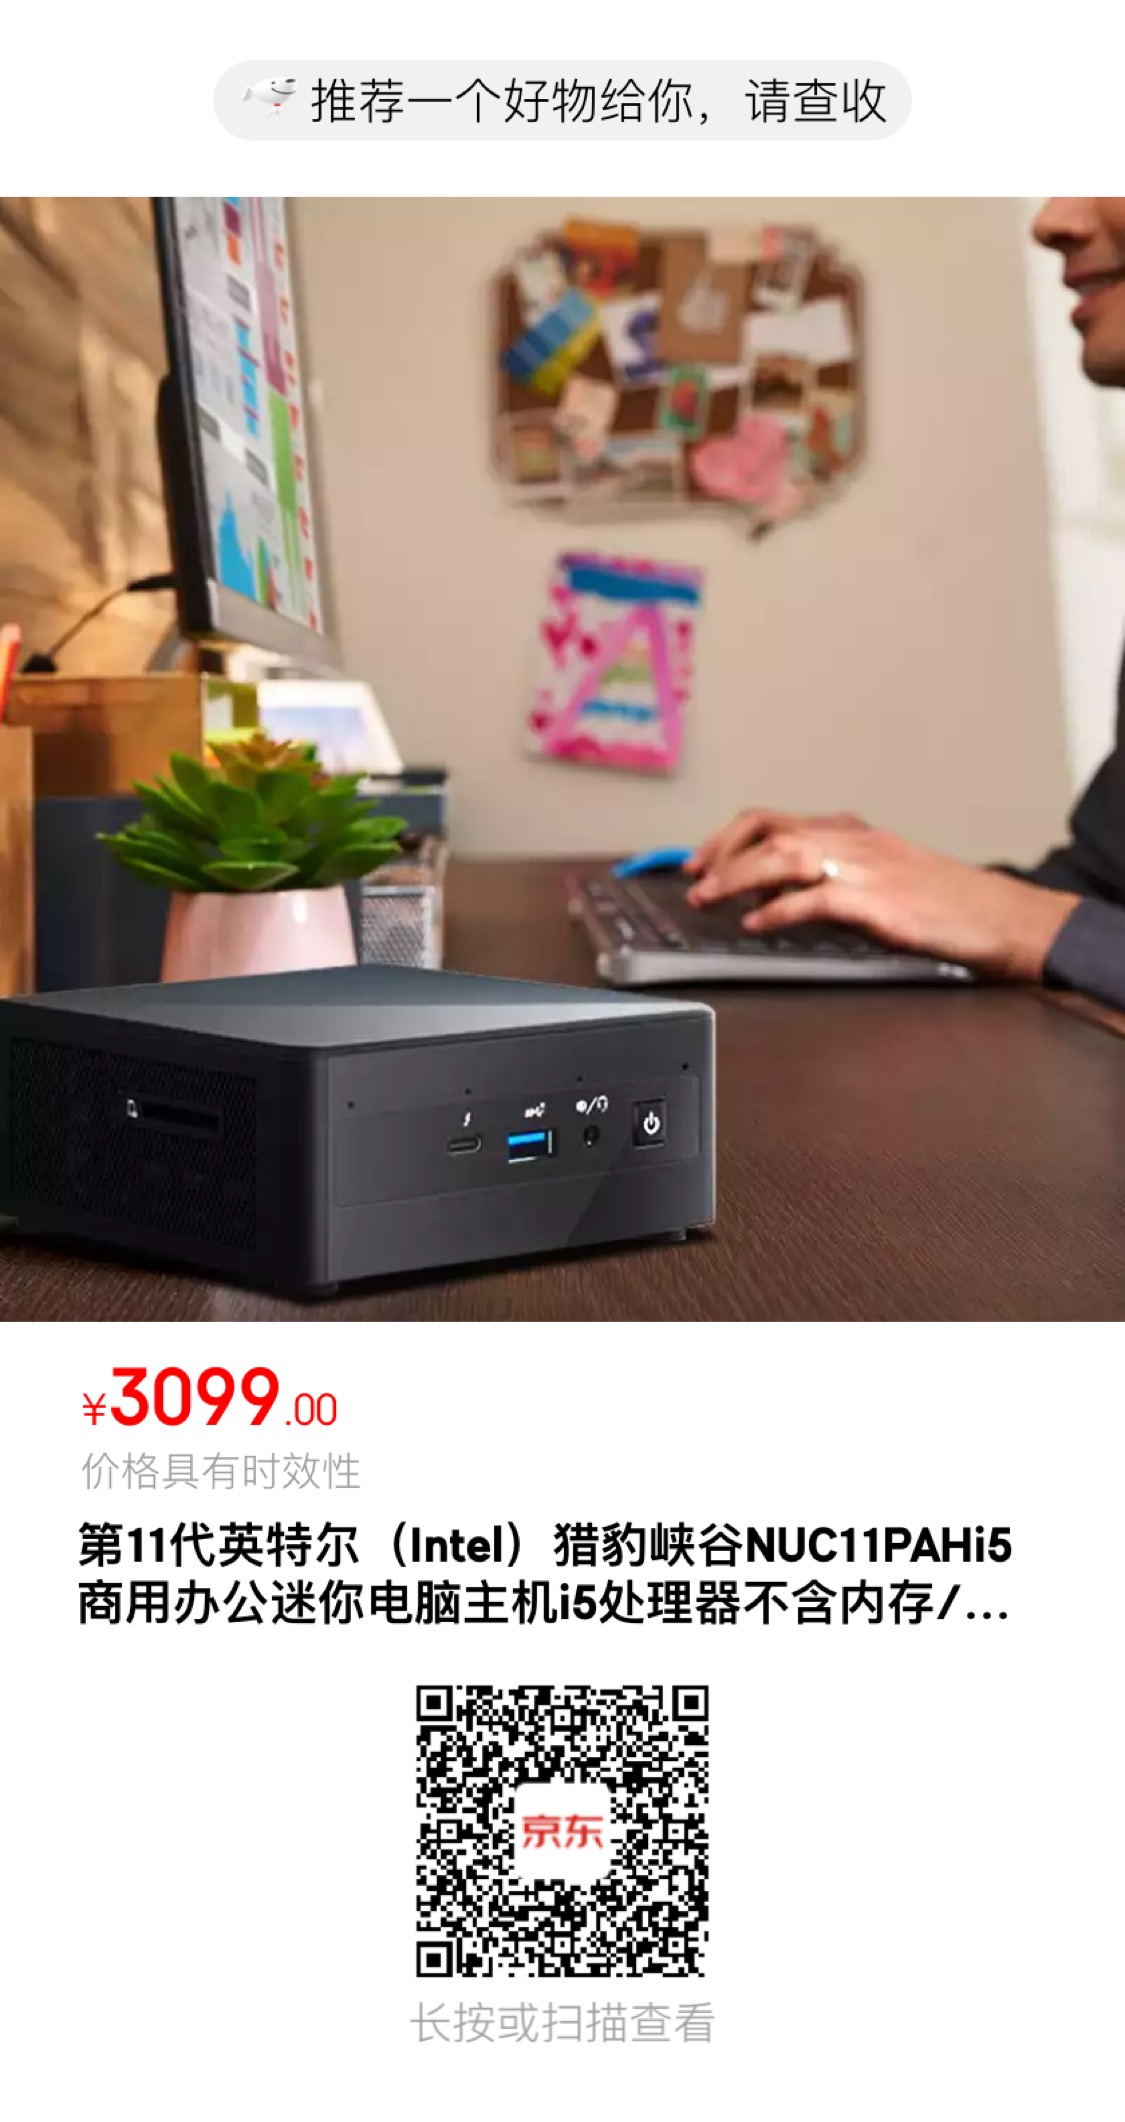 推荐一个好物给你，请查收
¥3099.00
价格具有时效性
第11代英特尔（Intel）猎豹峡谷NUC11PAHi5
商用办公迷你电脑主机i5处理器不含内存/...
京东
长按或扫描查看